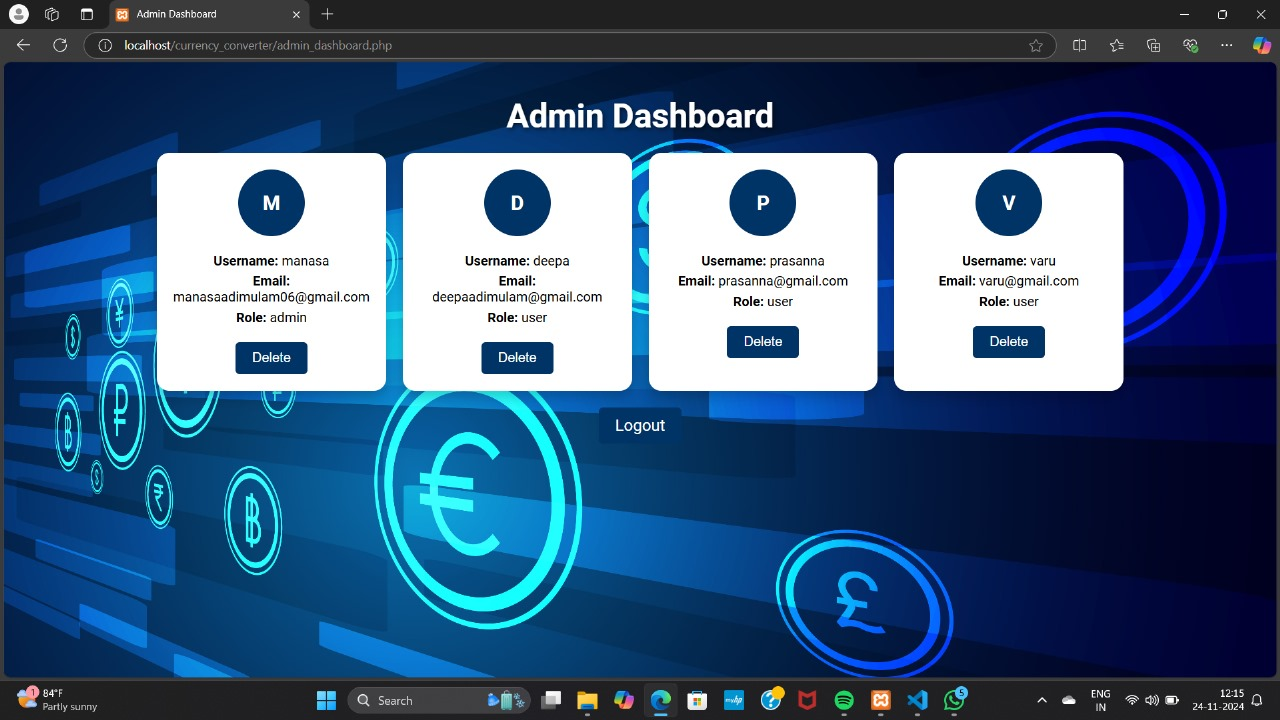 Admin Dashboard
localhost/currency_converter/admin_dashboard.php
Admin Dashboard
M
Username: manasa
Email:
manasaadimulam06@gmail.com
Role: admin
Delete
D
Username: deepa
Email:
deepaadimulam@gmail.com
Role: user
Delete
P
Username: prasanna
Email: prasanna@gmail.com
Role: user
Delete
V
Username: varu
Email: varu@gmail.com
Role: user
Delete
Logout
1
84°F
Partly sunny
Search
5
ENG
IN
12:15
24-11-2024